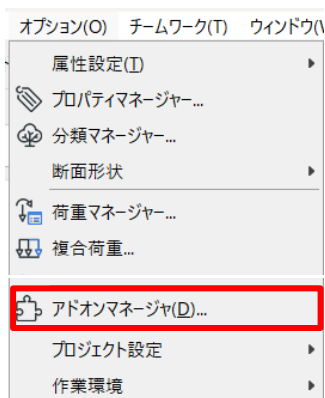 オプション(O) チームワーク(T) ウィンドウ(
属性設定(T)
プロパティマネージャー...
分類マネージャー...
断面形状
荷重マネージャー...
複合荷重...
アドオンマネージャ(D)...
プロジェクト設定
作業環境